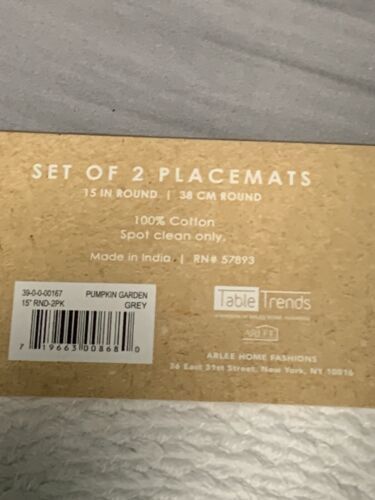 SET OF 2 PLACEMATS
15 IN ROUND | 38 CM ROUND
100% Cotton
Spot clean only.
Made in India | RN# 57893
39-0-0-00167 PUMPKIN GARDEN
15" RND-2PK GREY
7 19663 00868 0
Table Trends
ARLEE
ARLEE HOME FASHIONS
36 East 31st Street, New York, NY 10016